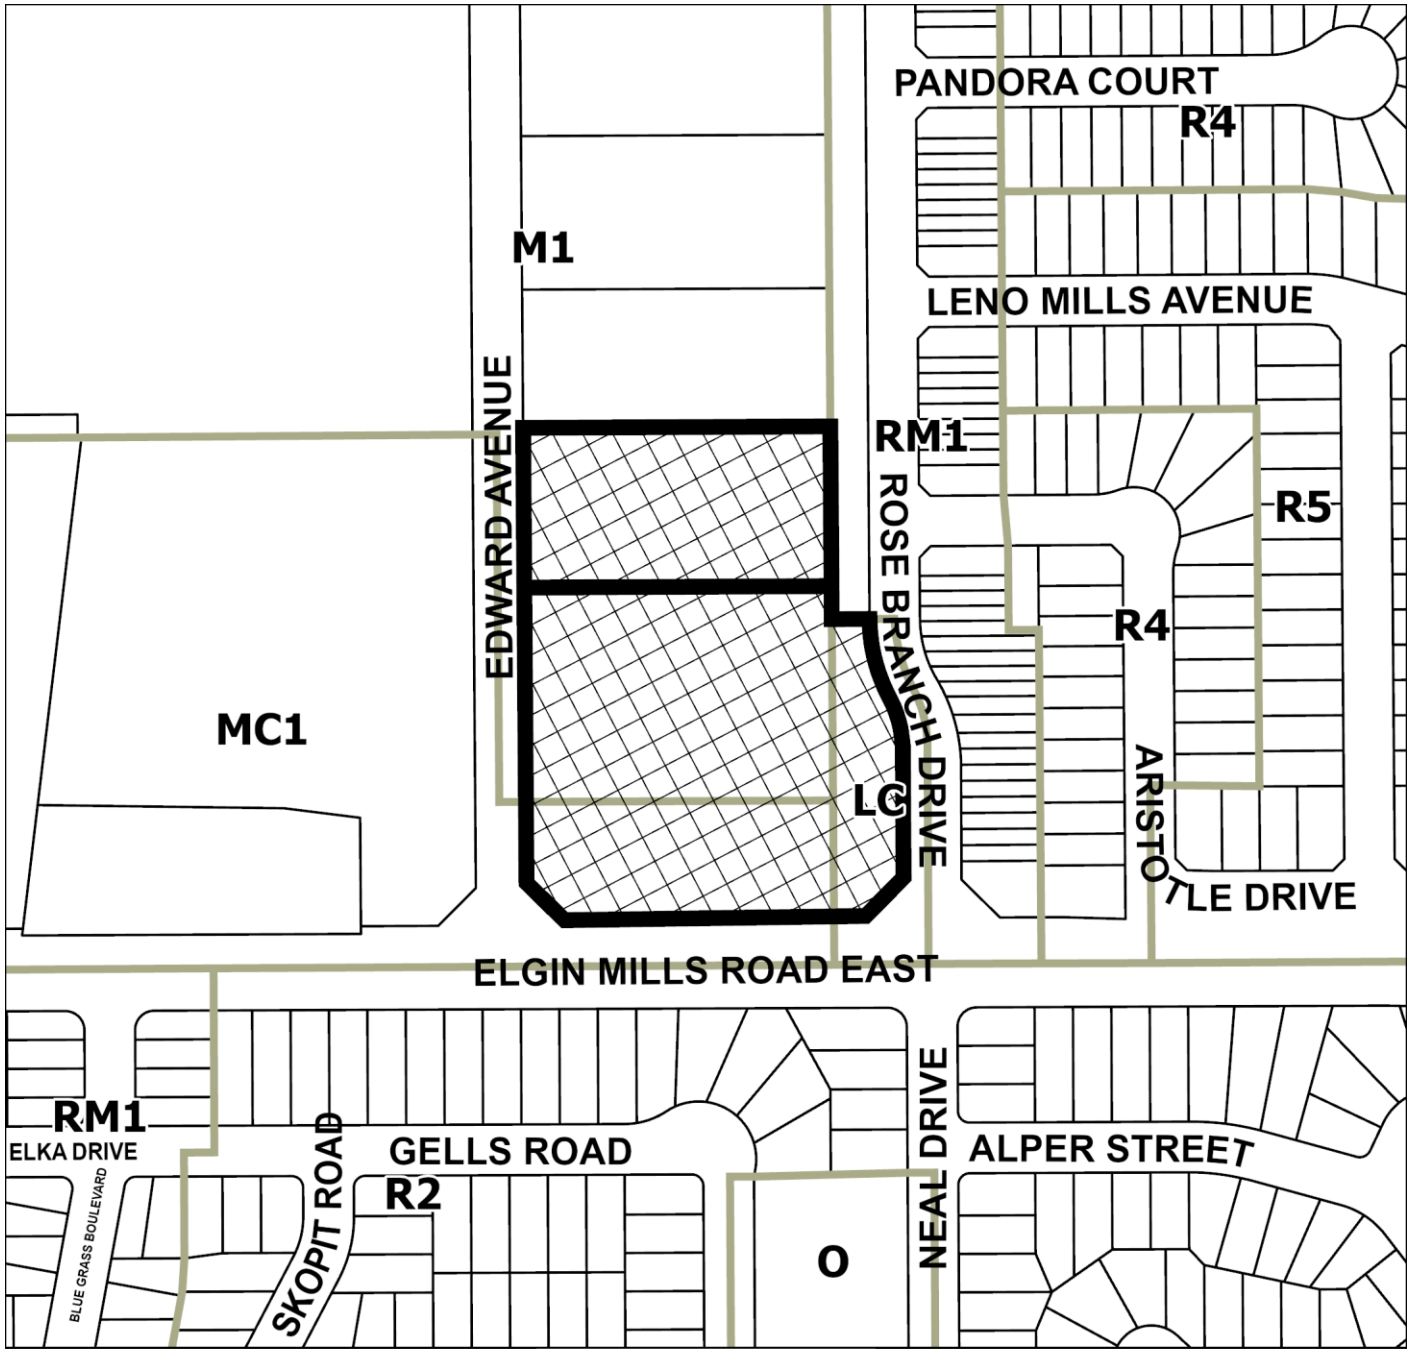 PANDORA COURT
R4
M1
LENO MILLS AVENUE
EDWARD AVENUE
RM1
ROSE BRANCH DRIVE
R5
R4
MC1
LC
ARISTOTLE DRIVE
ELGIN MILLS ROAD EAST
NEAL DRIVE
RM1
ELKA DRIVE
SKOPIT ROAD
GELLS ROAD
ALPER STREET
BLUE GRASS BOULEVARD
R2
O